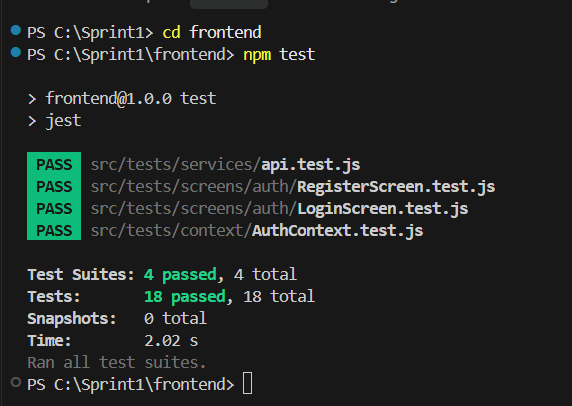 PS C:\Sprint1> cd frontend
PS C:\Sprint1\frontend> npm test
> frontend@1.0.0 test
> jest
PASS src/tests/services/api.test.js
PASS src/tests/screens/auth/RegisterScreen.test.js
PASS src/tests/screens/auth/LoginScreen.test.js
PASS src/tests/context/AuthContext.test.js
Test Suites: 4 passed, 4 total
Tests: 18 passed, 18 total
Snapshots: 0 total
Time: 2.02 s
Ran all test suites.
PS C:\Sprint1\frontend>